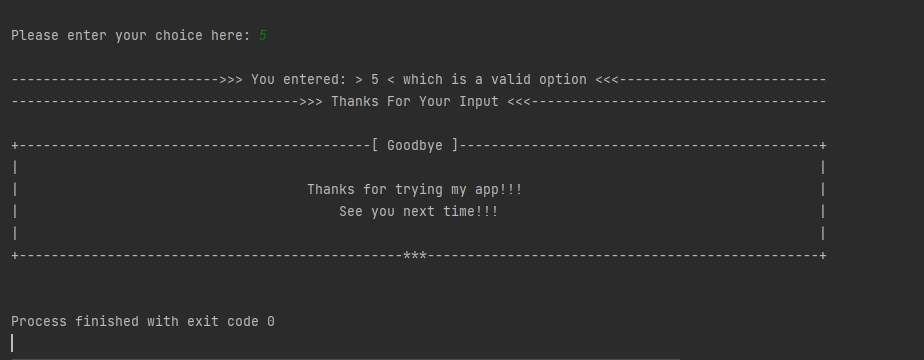 Please enter your choice here: 5
-------------------------->>> You entered: > 5 < which is a valid option <<<--------------------------
------------------------------------>>> Thanks For Your Input <<<-------------------------------------
+--------------------------------------------[ Goodbye ]---------------------------------------------+
|                                                                                                    |
|                                    Thanks for trying my app!!!                                     |
|                                        See you next time!!!                                        |
|                                                                                                    |
+------------------------------------------------***-------------------------------------------------+
Process finished with exit code 0